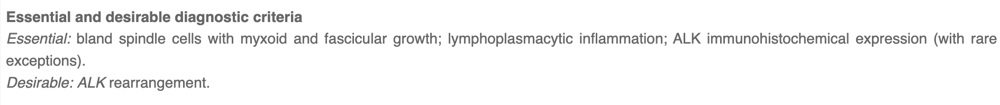 Essential and desirable diagnostic criteria
Essential: bland spindle cells with myxoid and fascicular growth; lymphoplasmacytic inflammation; ALK immunohistochemical expression (with rare
exceptions).
Desirable: ALK rearrangement.